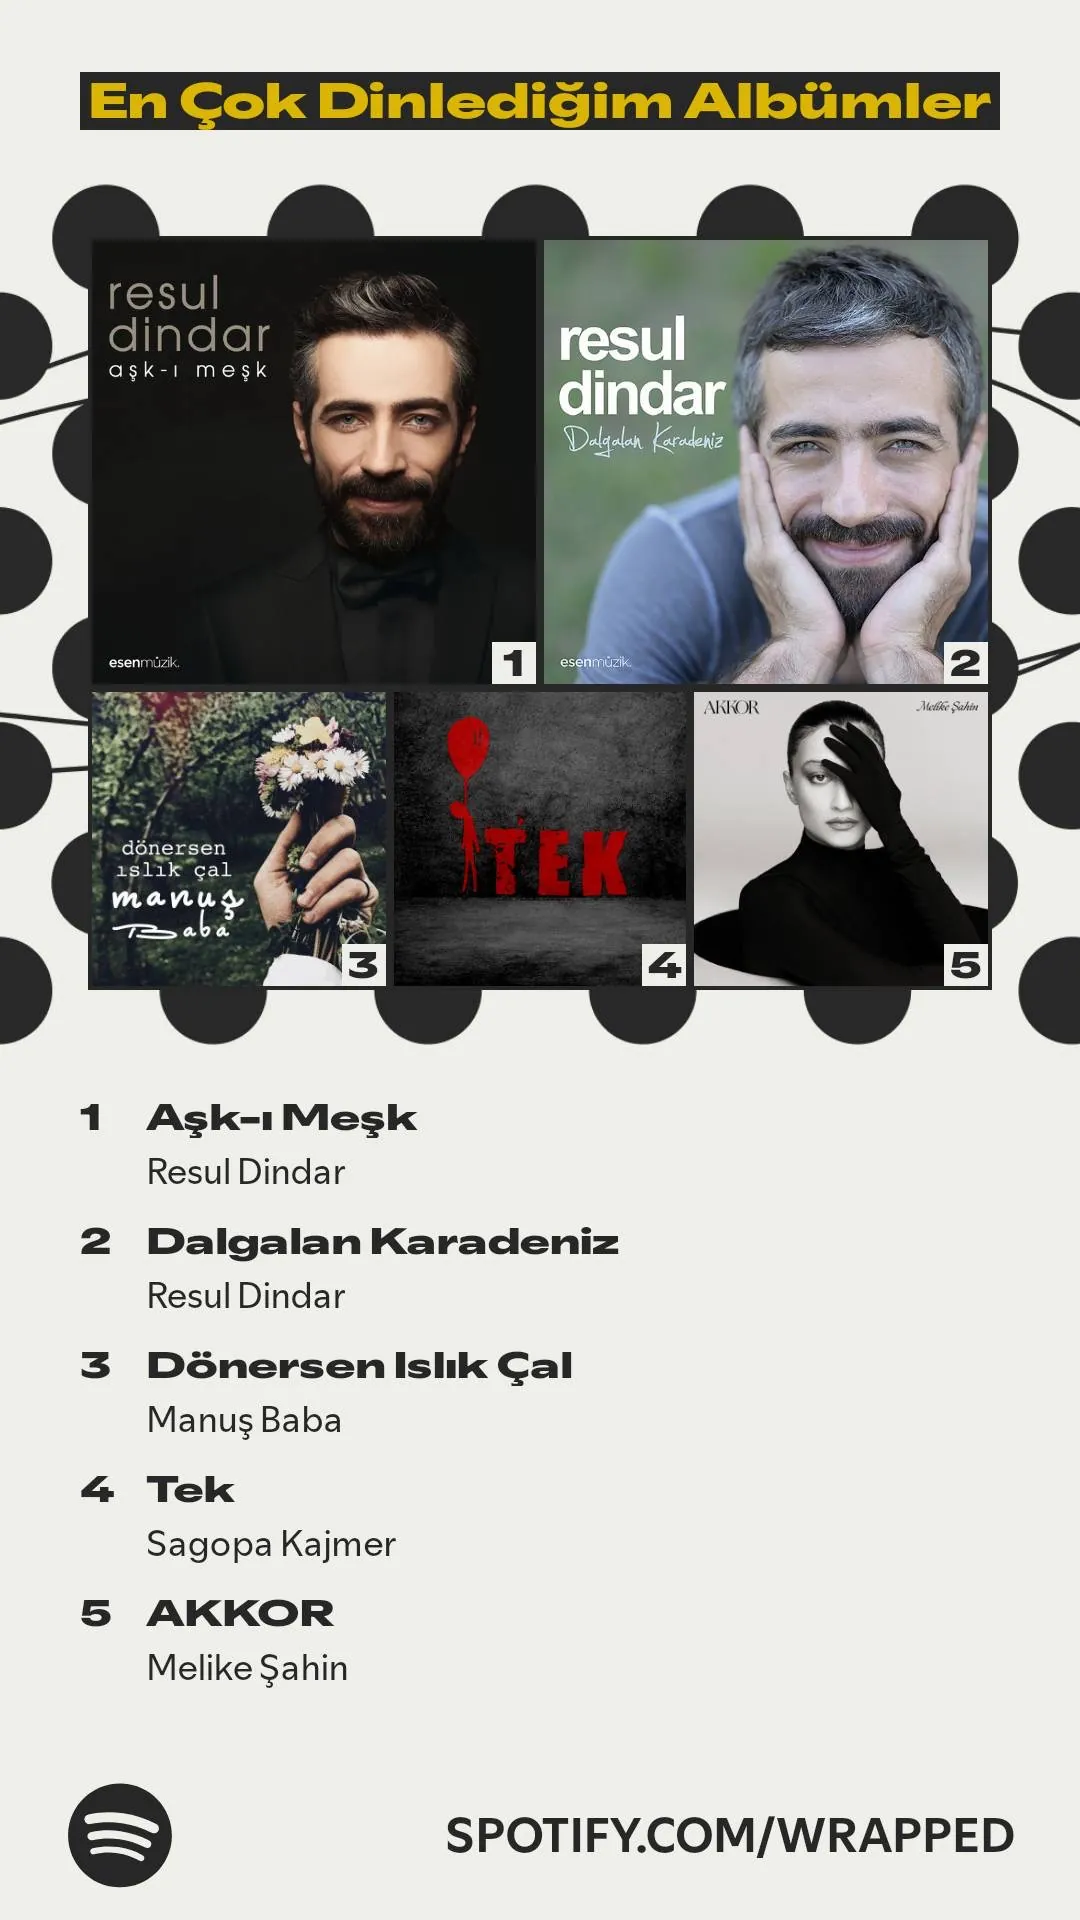 En Çok Dinlediğim Albümler
resul
dindar
aşk-ı meşk
esenmüzik.
1
resul
dindar
Dalgalan Karadeniz
esenmüzik.
2
dönersen
ıslık çal
manuş
Baba
3
TEK
4
AKKOR
Melike Şahin
5
1 Aşk-ı Meşk
Resul Dindar
2 Dalgalan Karadeniz
Resul Dindar
3 Dönersen Islık Çal
Manuş Baba
4 Tek
Sagopa Kajmer
5 AKKOR
Melike Şahin
SPOTIFY.COM/WRAPPED